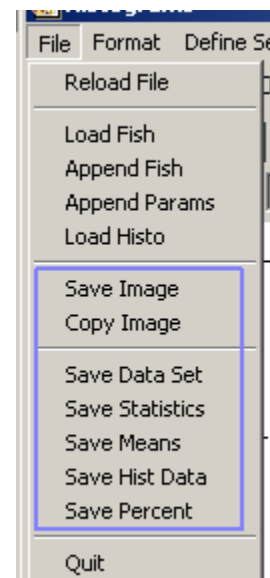 File Format Define Se
Reload File
Load Fish
Append Fish
Append Params
Load Histo
Save Image
Copy Image
Save Data Set
Save Statistics
Save Means
Save Hist Data
Save Percent
Quit